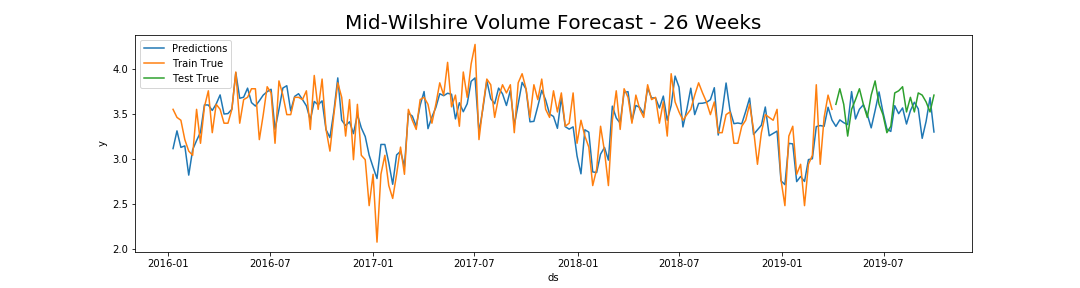 Mid-Wilshire Volume Forecast - 26 Weeks
Predictions
Train True
Test True
4.0
3.5
3.0
2.5
2.0
y
2016-01 2016-07 2017-01 2017-07 2018-01 2018-07 2019-01 2019-07
ds